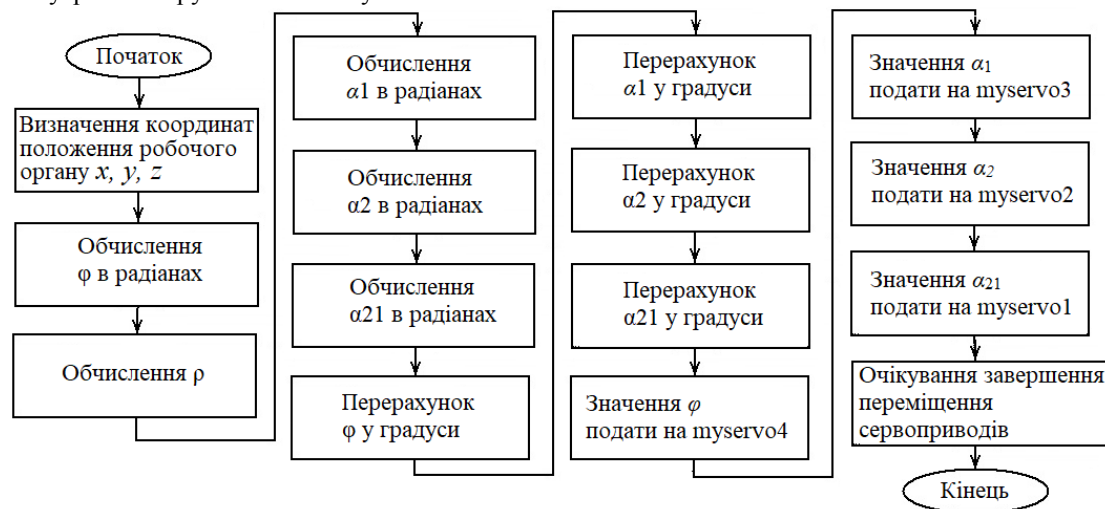 Початок
Визначення координат
положення робочого
органу x, y, z
Обчислення
φ в радіанах
Обчислення ρ
Обчислення
α1 в радіанах
Обчислення
α2 в радіанах
Обчислення
α21 в радіанах
Перерахунок
φ у градуси
Перерахунок
α1 у градуси
Перерахунок
α2 у градуси
Перерахунок
α21 у градуси
Значення φ
подати на myservo4
Значення α₁
подати на myservo3
Значення α₂
подати на myservo2
Значення α₂₁
подати на myservo1
Очікування завершення
переміщення
сервоприводів
Кінець